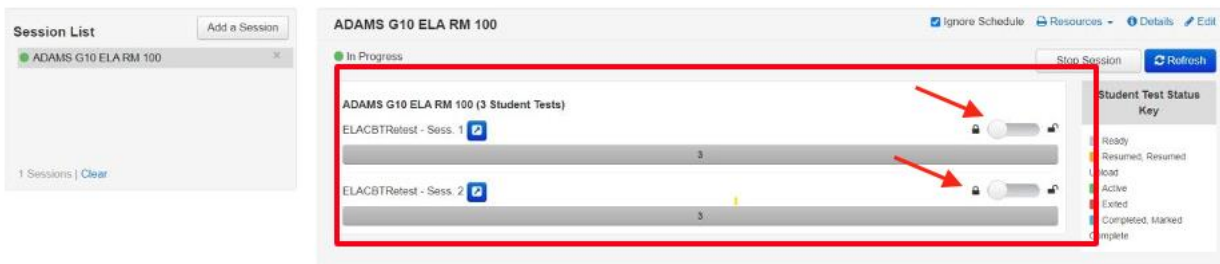 Session List
Add a Session
ADAMS G10 ELA RM 100
×
1 Sessions | Clear
ADAMS G10 ELA RM 100
Ignore Schedule
Resources
Details
Edit
In Progress
Stop Session
Refresh
ADAMS G10 ELA RM 100 (3 Student Tests)
ELACBTRetest - Sess. 1
3
ELACBTRetest - Sess. 2
3
Student Test Status
Key
Ready
Resumed, Resumed
Upload
Active
Exited
Completed, Marked
Complete